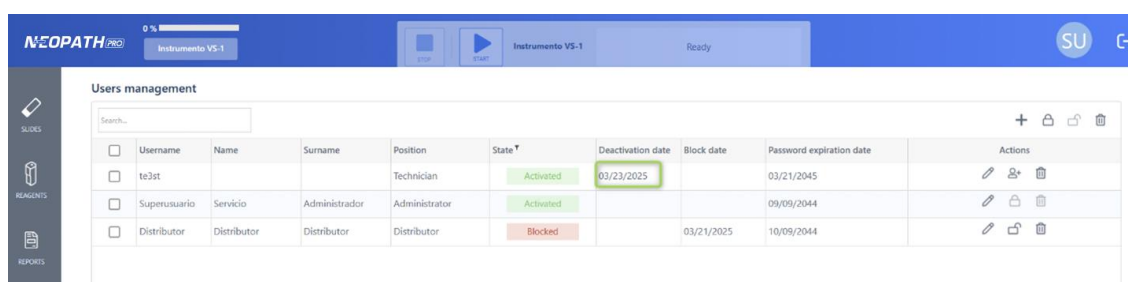 NEOPATH PRO
0 %
Instrumento VS-1
STOP
START
Instrumento VS-1
Ready
SU
SLIDES
REAGENTS
REPORTS
Users management
Search...
Username Name Surname Position State Deactivation date Block date Password expiration date Actions
te3st Technician Activated 03/23/2025 03/21/2045
Superusuario Servicio Administrador Administrator Activated 09/09/2044
Distributor Distributor Distributor Distributor Blocked 03/21/2025 10/09/2044